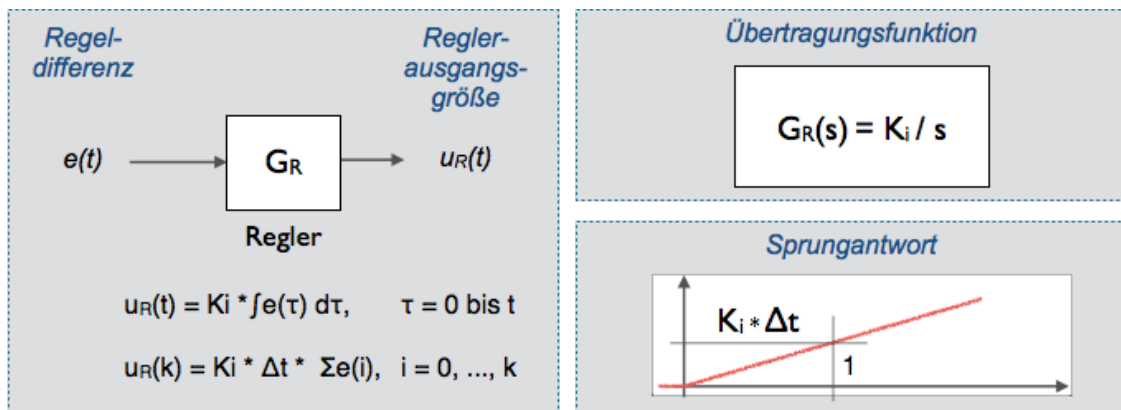 Regel-
differenz
Regler-
ausgangs-
größe
e(t)
GR
uR(t)
Regler
uR(t) = Ki * ∫e(τ) dτ, τ = 0 bis t
uR(k) = Ki * Δt * Σe(i), i = 0, ..., k
Übertragungsfunktion
GR(s) = Ki / s
Sprungantwort
Ki * Δt
1